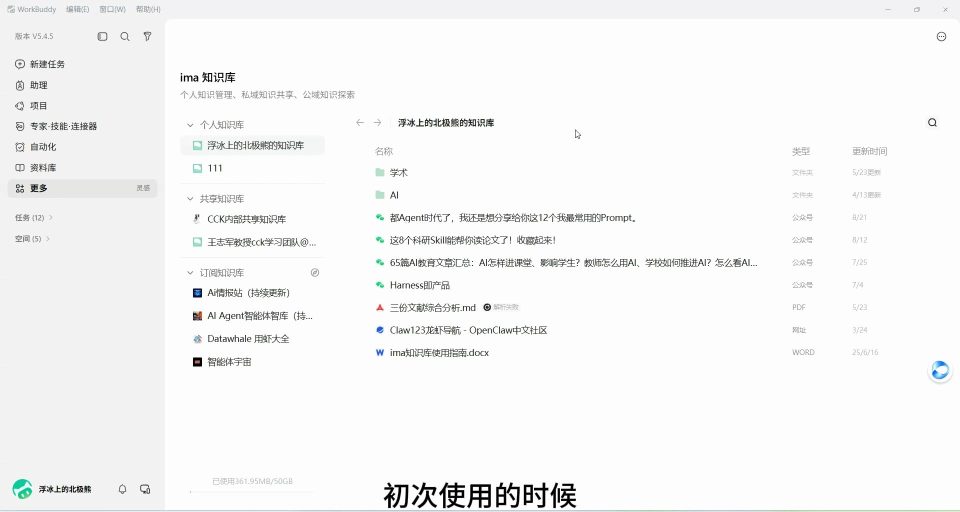 WorkBuddy 编辑(E) 窗口(W) 帮助(H)
版本 V5.4.5
新建任务
助理
项目
专家·技能·连接器
自动化
资料库
更多 灵感
任务 (12)
空间 (5)
浮冰上的北极熊
ima 知识库
个人知识管理、私域知识共享、公域知识探索
个人知识库
浮冰上的北极熊的知识库
111
共享知识库
CCK内部共享知识库
王志军教授cck学习团队@...
订阅知识库
Ai情报站（持续更新）
AI Agent智能体智库（持...
Datawhale 用虾大全
智能体宇宙
已使用361.95MB/50GB
浮冰上的北极熊的知识库
名称 类型 更新时间
学术 文件夹 5/23更新
AI 文件夹 4/13更新
都Agent时代了，我还是想分享给你这12个我最常用的Prompt。 公众号 8/21
这8个科研Skill能帮你读论文了！收藏起来！ 公众号 8/12
65篇AI教育文章汇总：AI怎样进课堂、影响学生？教师怎么用AI、学校如何推进AI？怎么看AI... 公众号 7/25
Harness即产品 公众号 7/4
三份文献综合分析.md 解析失败 PDF 5/23
Claw123龙虾导航 - OpenClaw中文社区 网址 3/24
ima知识库使用指南.docx WORD 25/6/16
初次使用的时候